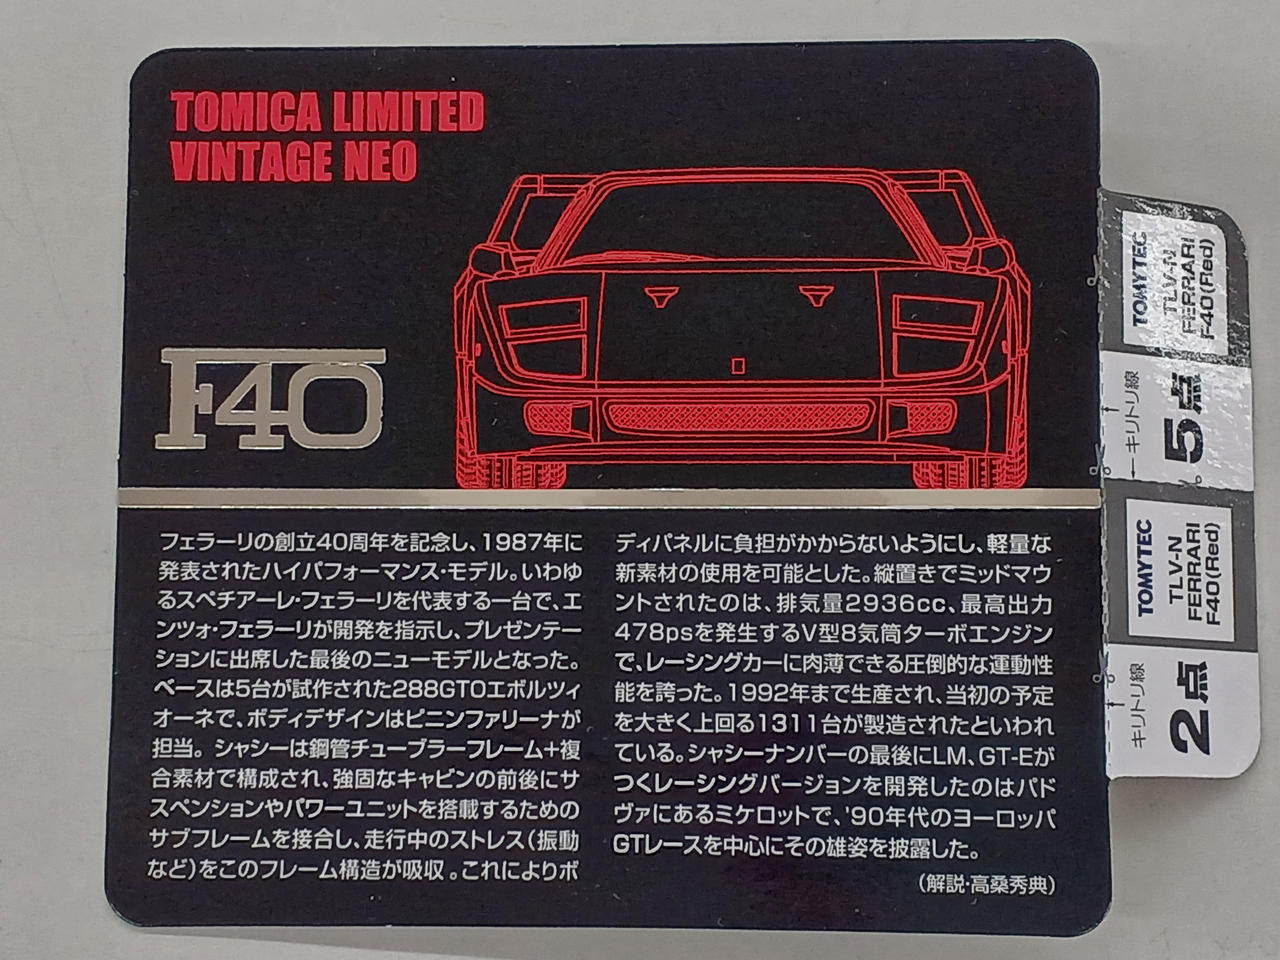 TOMICA LIMITED
VINTAGE NEO
F40
フェラーリの創立40周年を記念し、1987年に
発表されたハイパフォーマンス・モデル。いわゆ
るスペチアーレ・フェラーリを代表する一台で、エ
ンツォ・フェラーリが開発を指示し、プレゼンテー
ションに出席した最後のニューモデルとなった。
ベースは5台が試作された288GTOエボルツィ
オーネで、ボディデザインはピニンファリーナが
担当。シャシーは鋼管チューブラーフレーム+複
合素材で構成され、強固なキャビンの前後にサ
スペンションやパワーユニットを搭載するための
サブフレームを接合し、走行中のストレス(振動
など)をこのフレーム構造が吸収。これによりボ
ディパネルに負担がかからないようにし、軽量な
新素材の使用を可能とした。縦置きでミッドマウ
ントされたのは、排気量2936cc、最高出力
478psを発生するV型8気筒ターボエンジン
で、レーシングカーに肉薄できる圧倒的な運動性
能を誇った。1992年まで生産され、当初の予定
を大きく上回る1311台が製造されたといわれ
ている。シャシーナンバーの最後にLM、GT-Eが
つくレーシングバージョンを開発したのはパド
ヴァにあるミケロットで、'90年代のヨーロッパ
GTレースを中心にその雄姿を披露した。
(解説・高桑秀典)
TOMYTEC
TLV-N
FERRARI
F40(Red)
キリトリ線
5点
TOMYTEC
TLV-N
FERRARI
F40(Red)
キリトリ線
2点